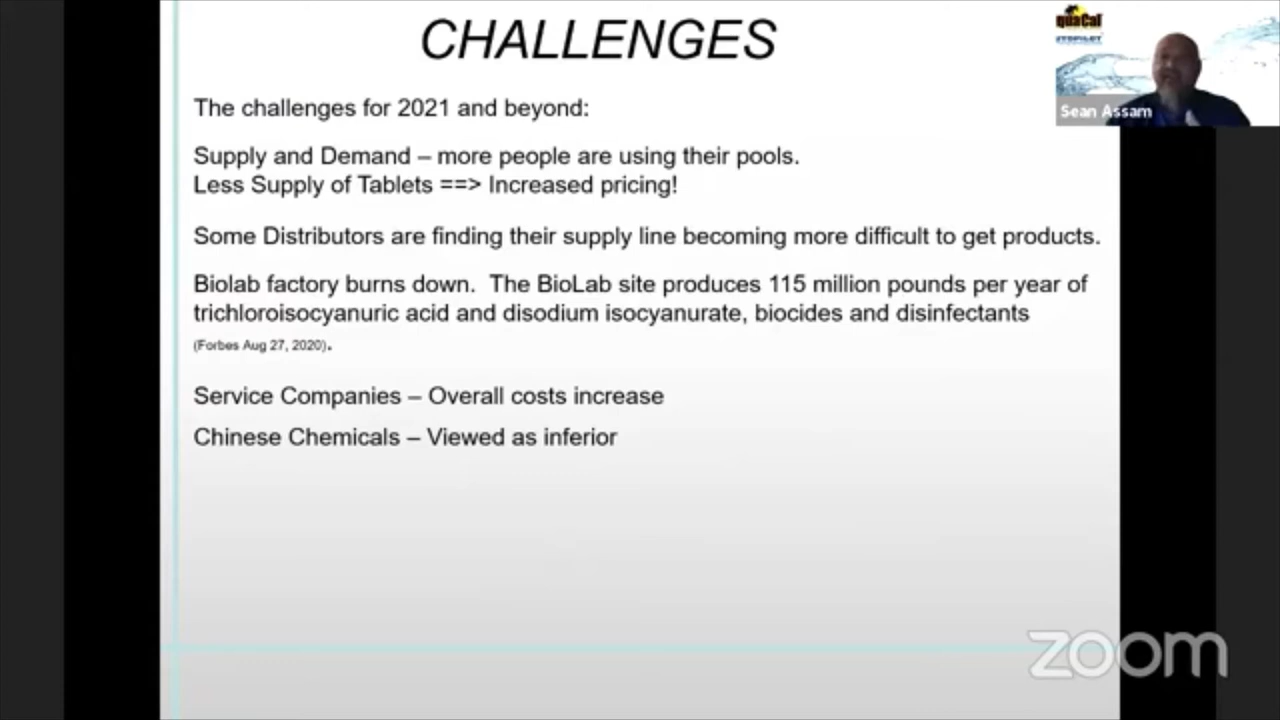 CHALLENGES
The challenges for 2021 and beyond:
Supply and Demand – more people are using their pools.
Less Supply of Tablets ==> Increased pricing!
Some Distributors are finding their supply line becoming more difficult to get products.
Biolab factory burns down.  The BioLab site produces 115 million pounds per year of
trichloroisocyanuric acid and disodium isocyanurate, biocides and disinfectants
(Forbes Aug 27, 2020).
Service Companies – Overall costs increase
Chinese Chemicals – Viewed as inferior
Sean Assam
zoom